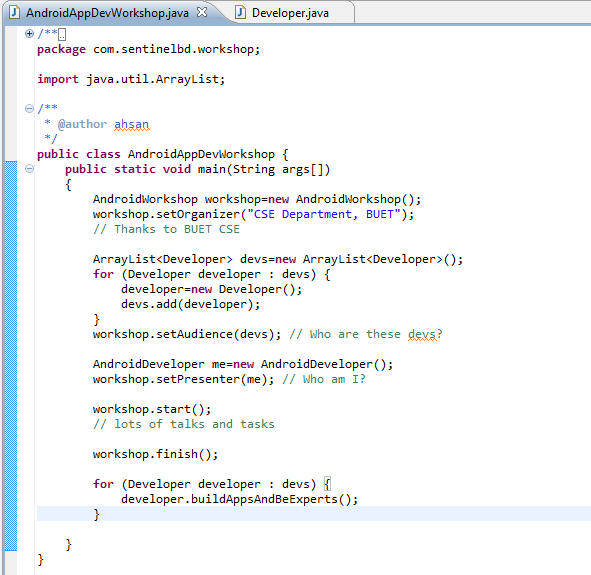 AndroidAppDevWorkshop.java
Developer.java
/**
package com.sentinelbd.workshop;
import java.util.ArrayList;
/**
* @author ahsan
*/
public class AndroidAppDevWorkshop {
public static void main(String args[])
{
AndroidWorkshop workshop=new AndroidWorkshop();
workshop.setOrganizer("CSE Department, BUET");
// Thanks to BUET CSE
ArrayList<Developer> devs=new ArrayList<Developer>();
for (Developer developer : devs) {
developer=new Developer();
devs.add(developer);
}
workshop.setAudience(devs); // Who are these devs?
AndroidDeveloper me=new AndroidDeveloper();
workshop.setPresenter(me); // Who am I?
workshop.start();
// lots of talks and tasks
workshop.finish();
for (Developer developer : devs) {
developer.buildAppsAndBeExperts();
}
}
}